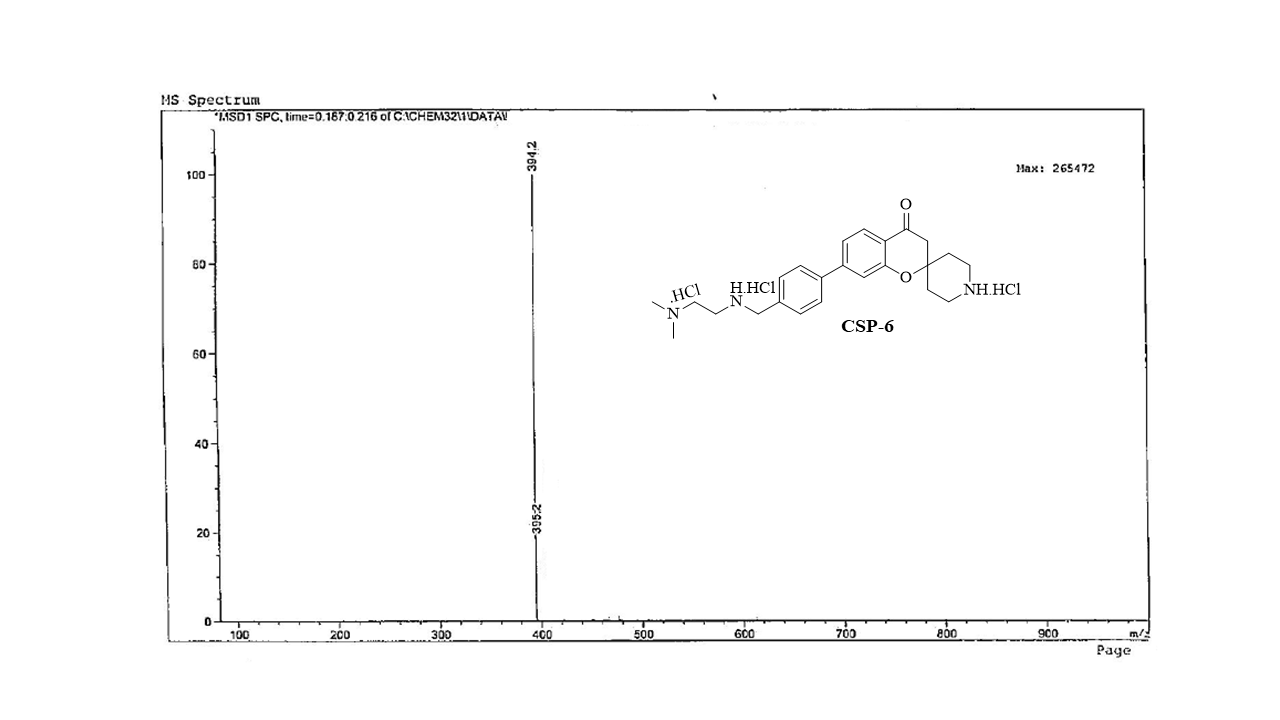 MS Spectrum
*MSD1 SPC, time=0.187:0.216 of C:\CHEM32\1\DATA\
394.2
100
Max: 265472
O
80
O
NH.HCl
.HCl
H.HCl
N
N
CSP-6
60
40
395.2
20
0
100 200 300 400 500 600 700 800 900 m/z
Page